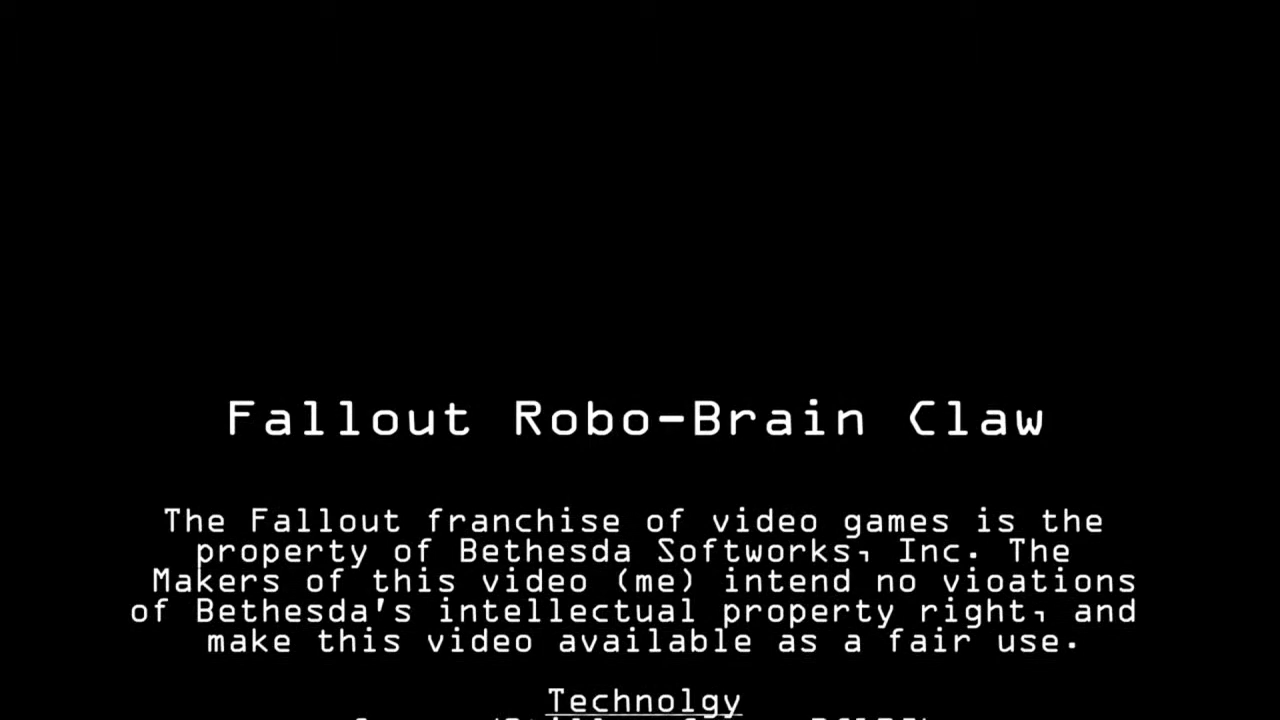 Fallout Robo-Brain Claw
The Fallout franchise of video games is the
property of Bethesda Softworks, Inc. The
Makers of this video (me) intend no vioations
of Bethesda's intellectual property right, and
make this video available as a fair use.
Technolgy